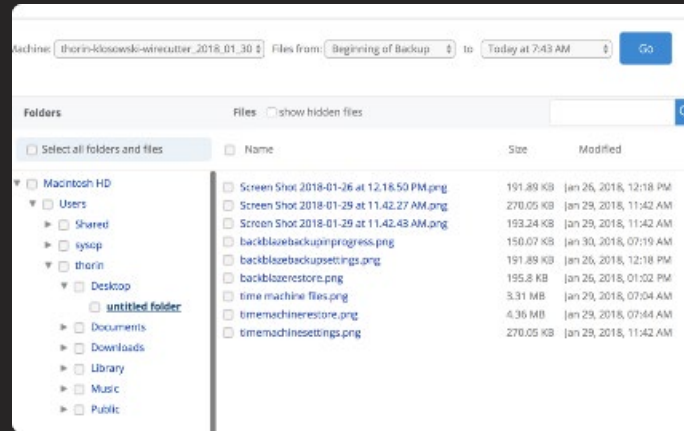 Machine: thorin-klosowski-wirecutter_2018_01_30 Files from: Beginning of Backup to Today at 7:43 AM Go
Folders Files show hidden files
Select all folders and files Name Size Modified
Macintosh HD
Users
Shared
sysop
thorin
Desktop
untitled folder
Documents
Downloads
Library
Music
Public
Screen Shot 2018-01-26 at 12.18.50 PM.png 191.89 KB Jan 26, 2018, 12:18 PM
Screen Shot 2018-01-29 at 11.42.27 AM.png 270.05 KB Jan 29, 2018, 11:42 AM
Screen Shot 2018-01-29 at 11.42.43 AM.png 193.24 KB Jan 29, 2018, 11:42 AM
backblazebackupinprogress.png 150.07 KB Jan 30, 2018, 07:19 AM
backblazebackupsettings.png 191.89 KB Jan 26, 2018, 12:18 PM
backblazerestore.png 195.8 KB Jan 26, 2018, 01:02 PM
time machine files.png 3.31 MB Jan 29, 2018, 07:04 AM
timemachinerestore.png 4.36 MB Jan 29, 2018, 07:44 AM
timemachinesettings.png 270.05 KB Jan 29, 2018, 11:42 AM